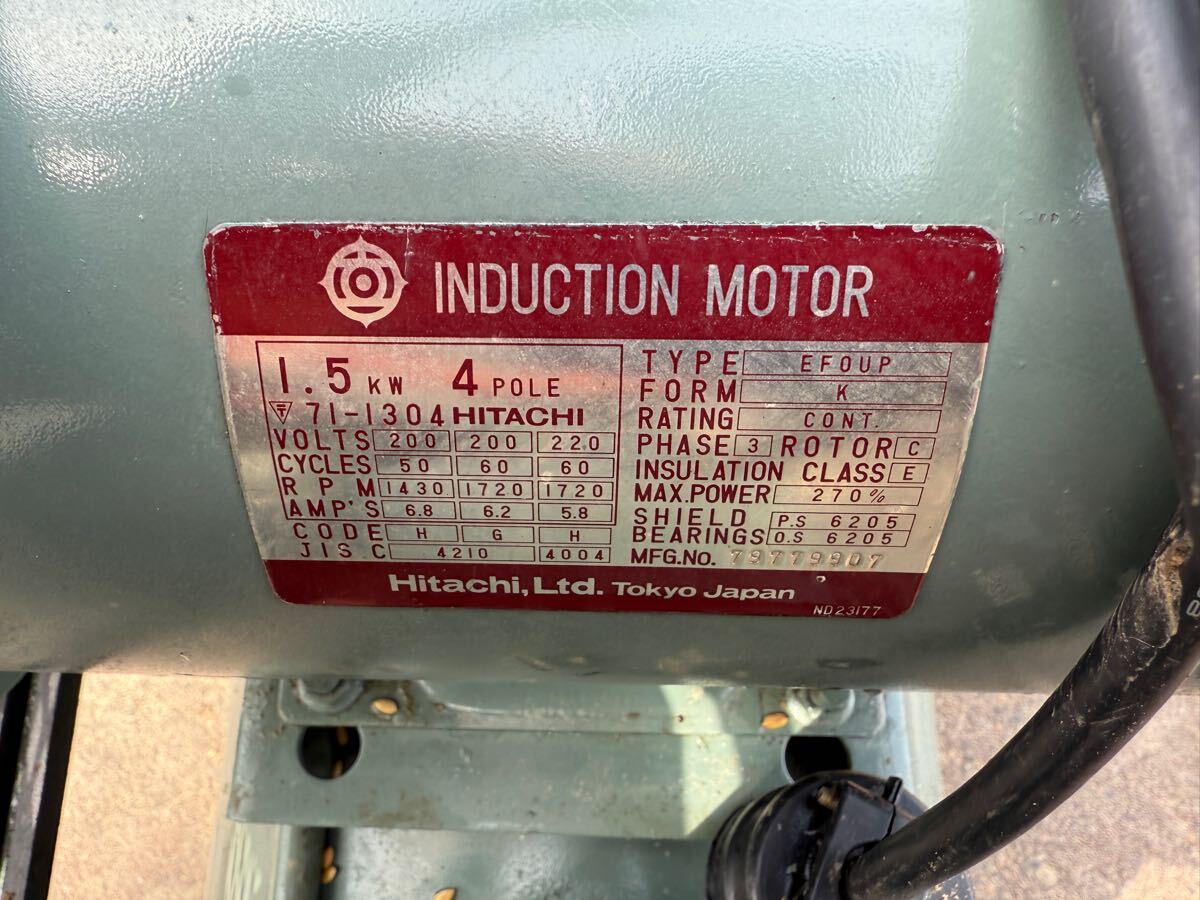 INDUCTION MOTOR
1.5 KW 4 POLE
〒 71-1304 HITACHI
VOLTS 200 200 220
CYCLES 50 60 60
RPM 1430 1720 1720
AMP'S 6.8 6.2 5.8
CODE H G H
JIS C 4210 4004
TYPE EFOUP
FORM K
RATING CONT.
PHASE 3 ROTOR C
INSULATION CLASS E
MAX.POWER 270%
SHIELD P.S 6205
BEARINGS O.S 6205
MFG.NO. 79779907
Hitachi, Ltd. Tokyo Japan
ND23177